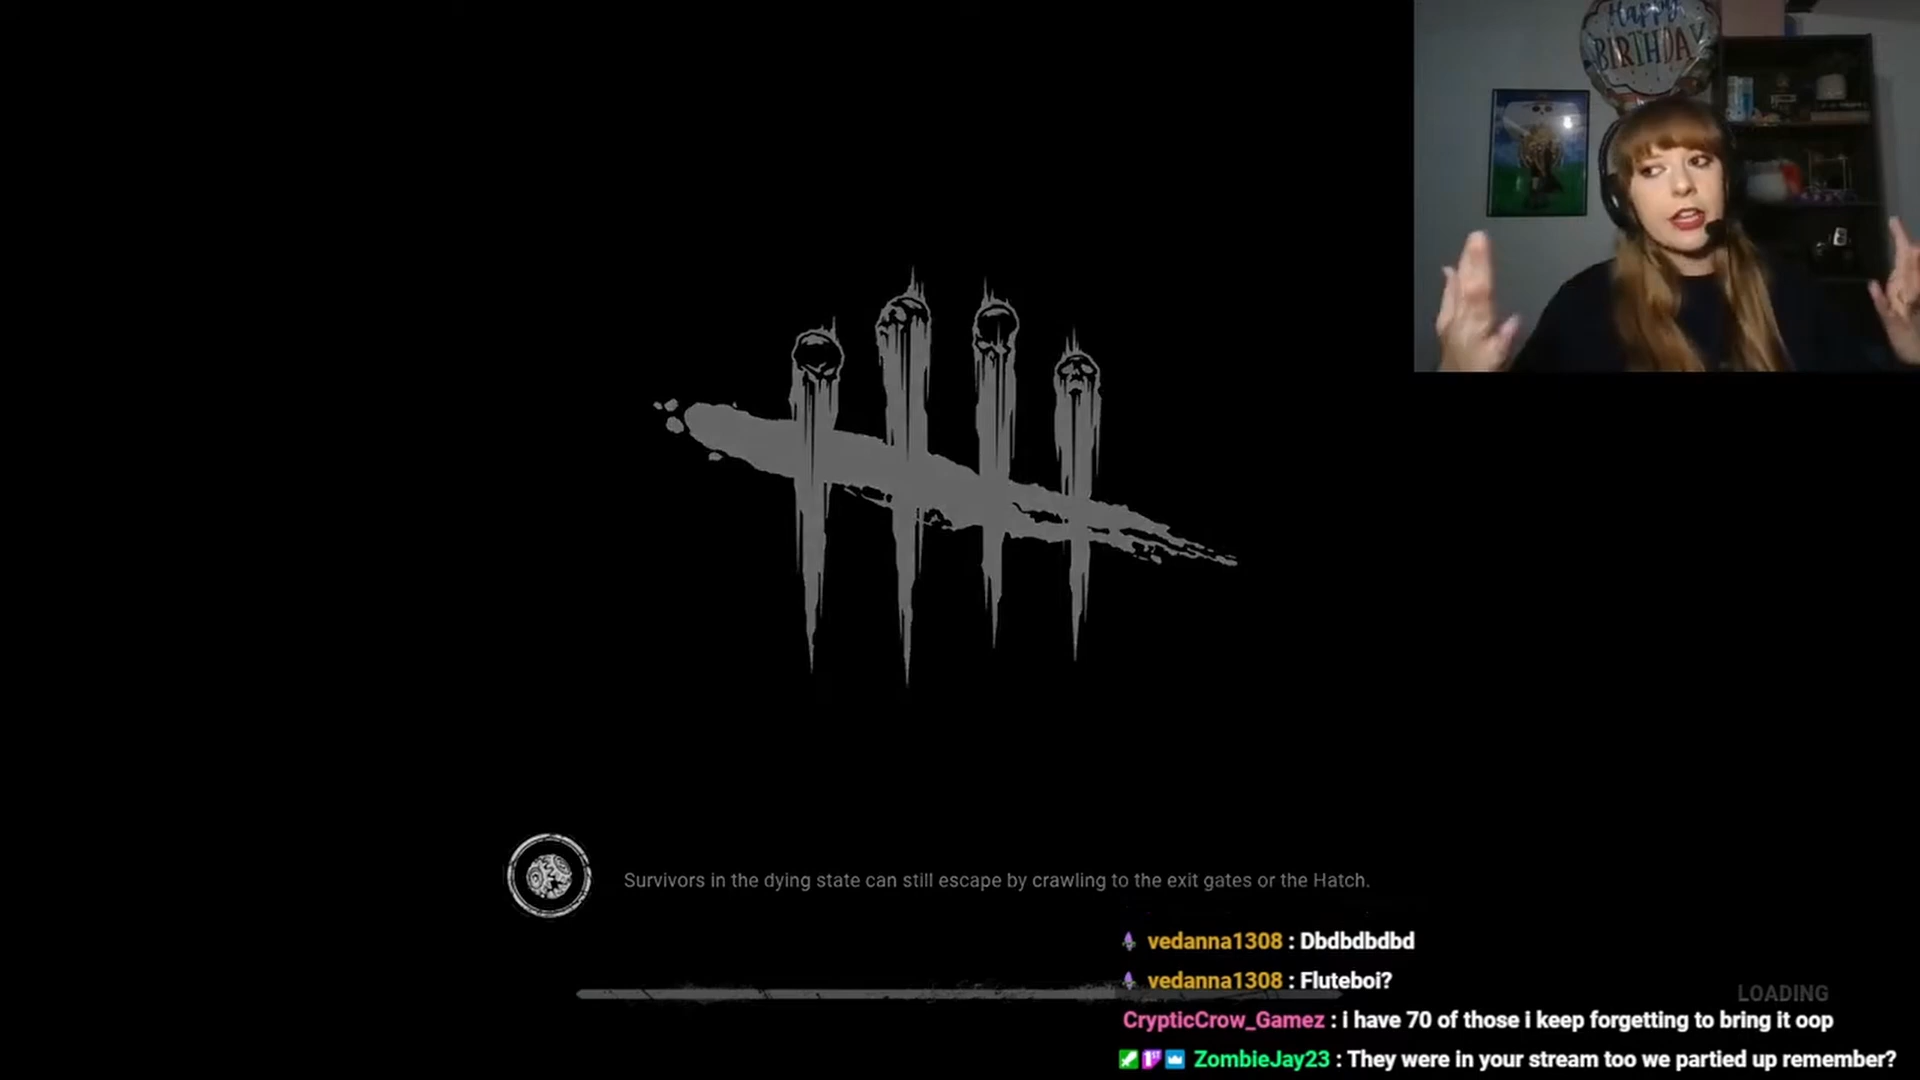 Happy
BIRTHDAY
Survivors in the dying state can still escape by crawling to the exit gates or the Hatch.
vedanna1308 : Dbdbdbdbd
vedanna1308 : Fluteboi?
LOADING
CrypticCrow_Gamez : i have 70 of those i keep forgetting to bring it oop
1ST ZombieJay23 : They were in your stream too we partied up remember?